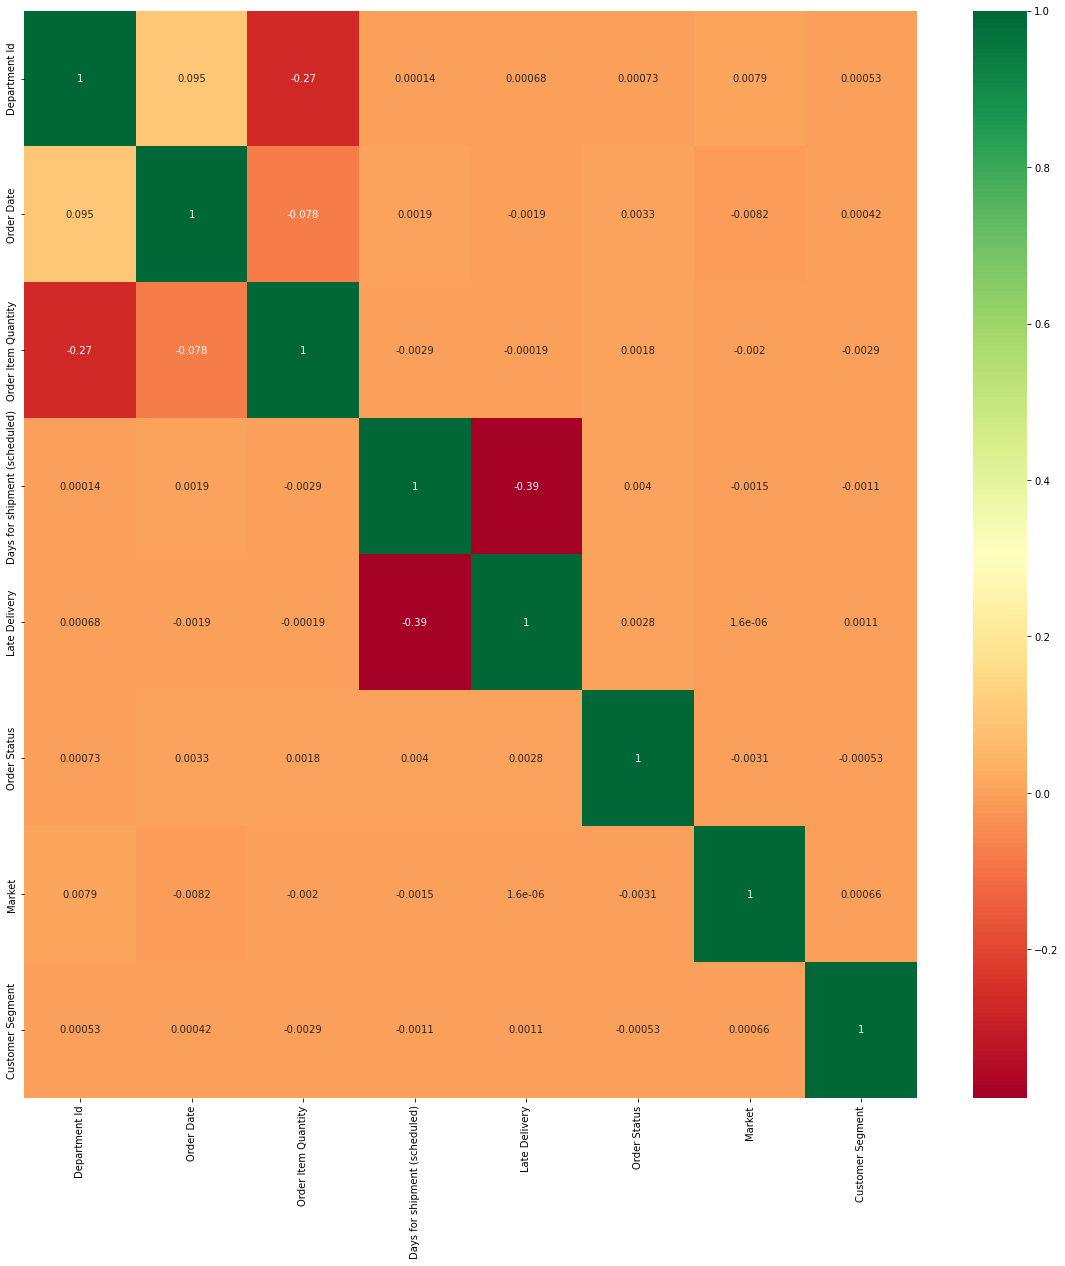 Department Id 1 0.095 -0.27 0.00014 0.00068 0.00073 0.0079 0.00053
Order Date 0.095 1 -0.078 0.0019 -0.0019 0.0033 -0.0082 0.00042
Order Item Quantity -0.27 -0.078 1 -0.0029 -0.00019 0.0018 -0.002 -0.0029
Days for shipment (scheduled) 0.00014 0.0019 -0.0029 1 -0.39 0.004 -0.0015 -0.0011
Late Delivery 0.00068 -0.0019 -0.00019 -0.39 1 0.0028 1.6e-06 0.0011
Order Status 0.00073 0.0033 0.0018 0.004 0.0028 1 -0.0031 -0.00053
Market 0.0079 -0.0082 -0.002 -0.0015 1.6e-06 -0.0031 1 0.00066
Customer Segment 0.00053 0.00042 -0.0029 -0.0011 0.0011 -0.00053 0.00066 1
Department Id
Order Date
Order Item Quantity
Days for shipment (scheduled)
Late Delivery
Order Status
Market
Customer Segment
1.0
0.8
0.6
0.4
0.2
0.0
−0.2